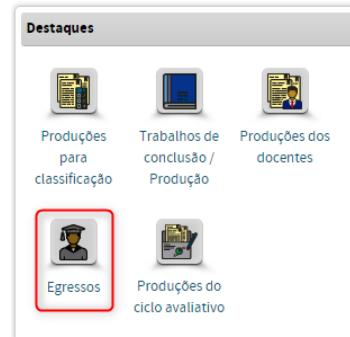 Destaques
Produções
para
classificação
Trabalhos de
conclusão /
Produção
Produções dos
docentes
Egressos
Produções do
ciclo avaliativo